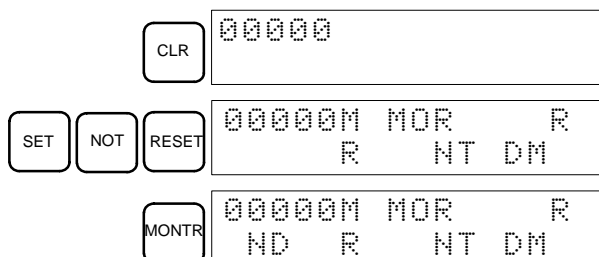 CLR
00000
SET NOT RESET
00000M MOR R
R NT DM
MONTR
00000M MOR R
ND R NT DM